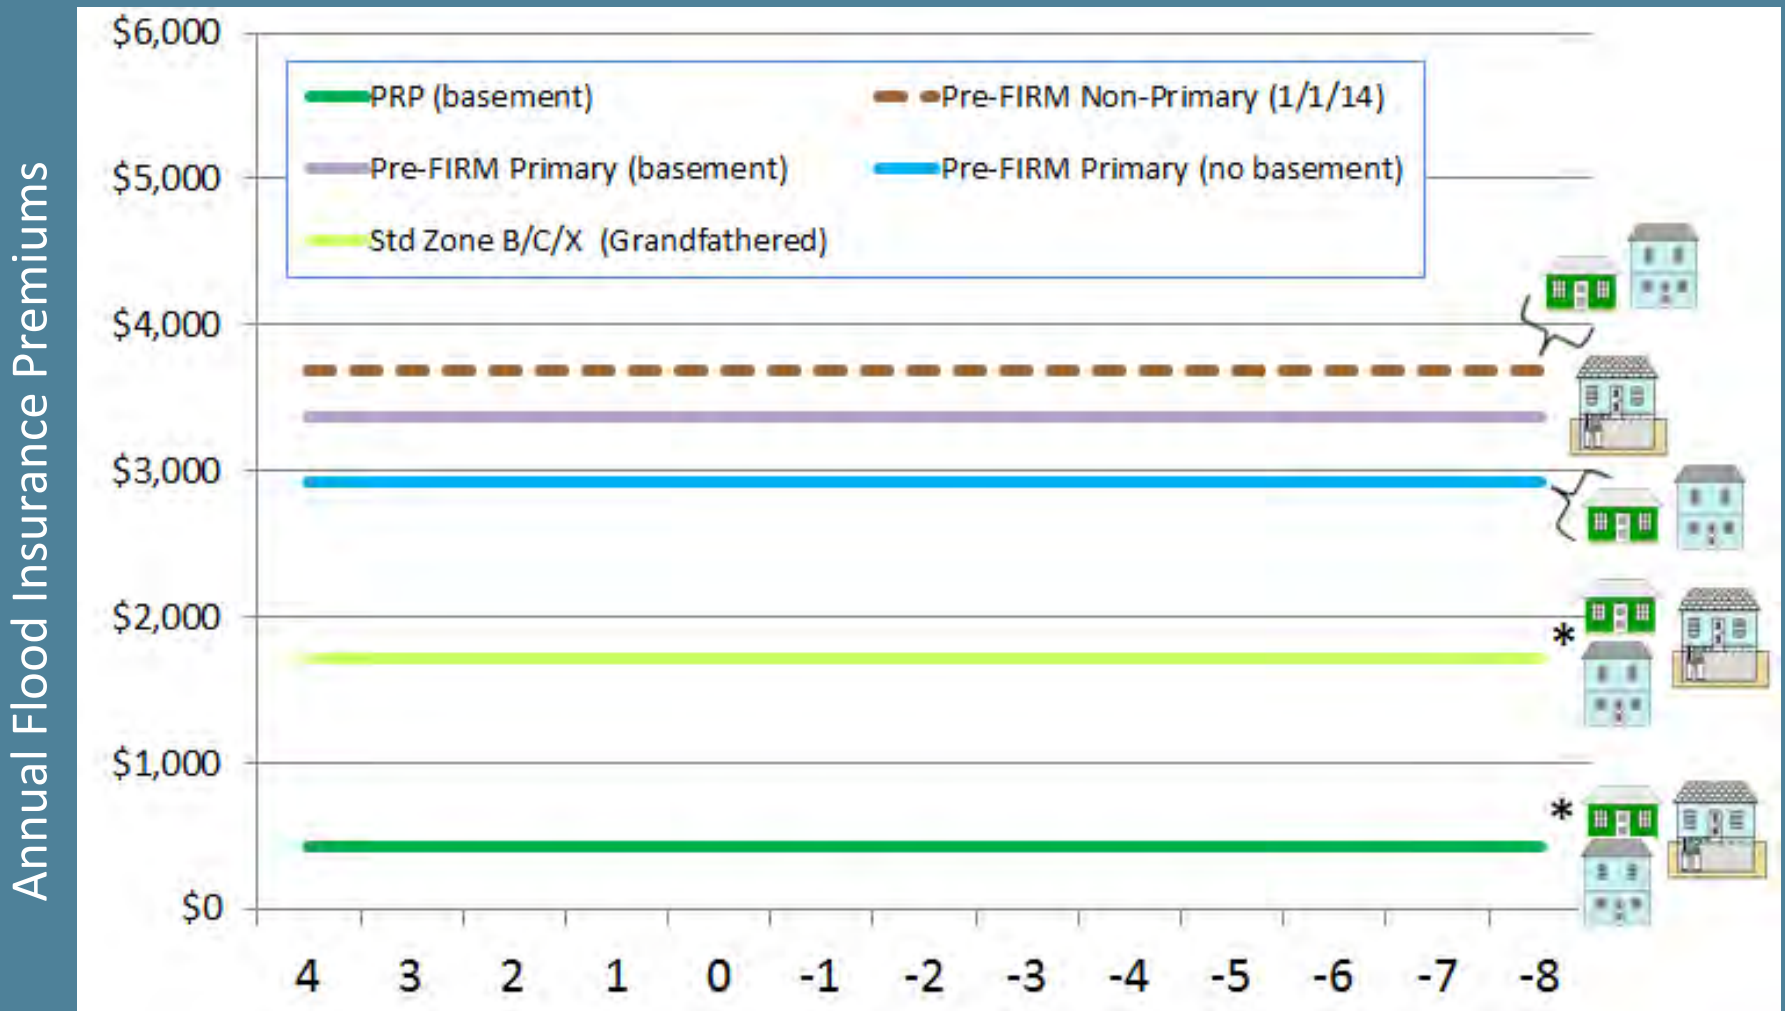 Annual Flood Insurance Premiums
$6,000
$5,000
$4,000
$3,000
$2,000
$1,000
$0
PRP (basement)
Pre-FIRM Non-Primary (1/1/14)
Pre-FIRM Primary (basement)
Pre-FIRM Primary (no basement)
Std Zone B/C/X (Grandfathered)
*
*
4 3 2 1 0 -1 -2 -3 -4 -5 -6 -7 -8